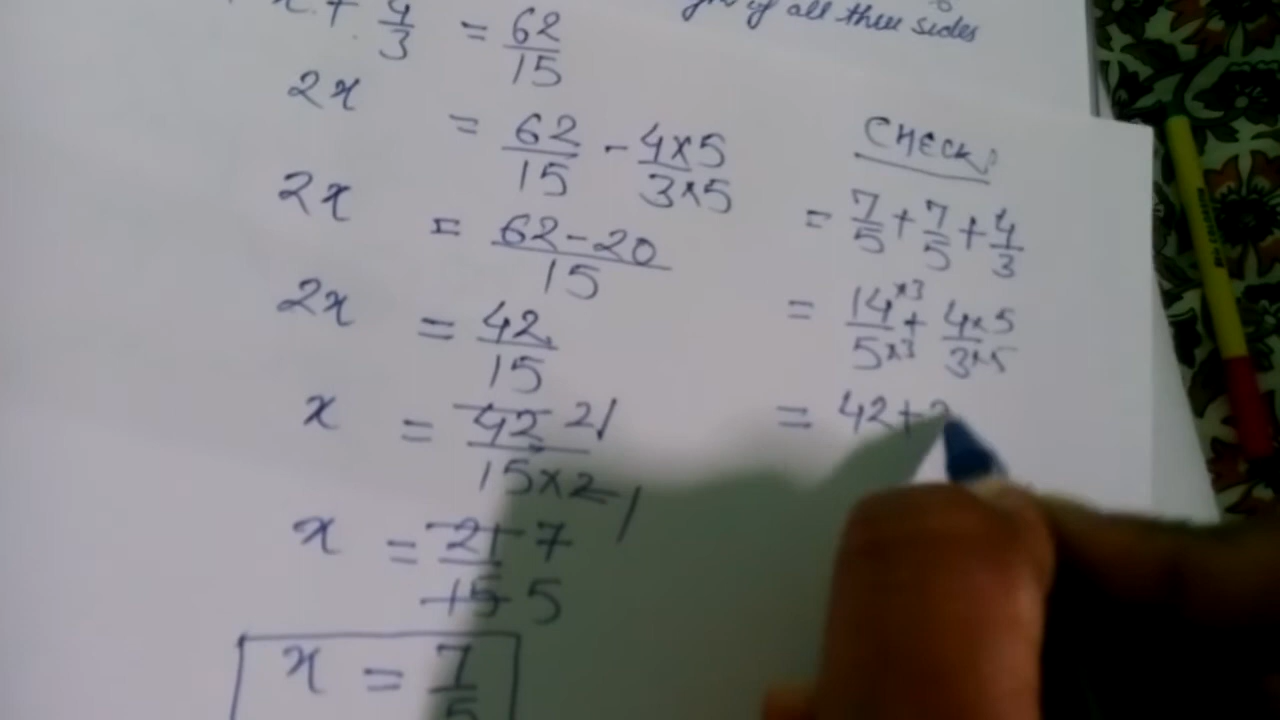 of all three sides
x + 4/3 = 62/15
2x = 62/15 - 4×5/3×5
2x = 62-20/15
2x = 42/15
x = 42 21/15×2 1
x = 21 7/15 5
x = 7/5
CHECK
= 7/5 + 7/5 + 4/3
= 14×3/5×3 + 4×5/3×5
= 42+2